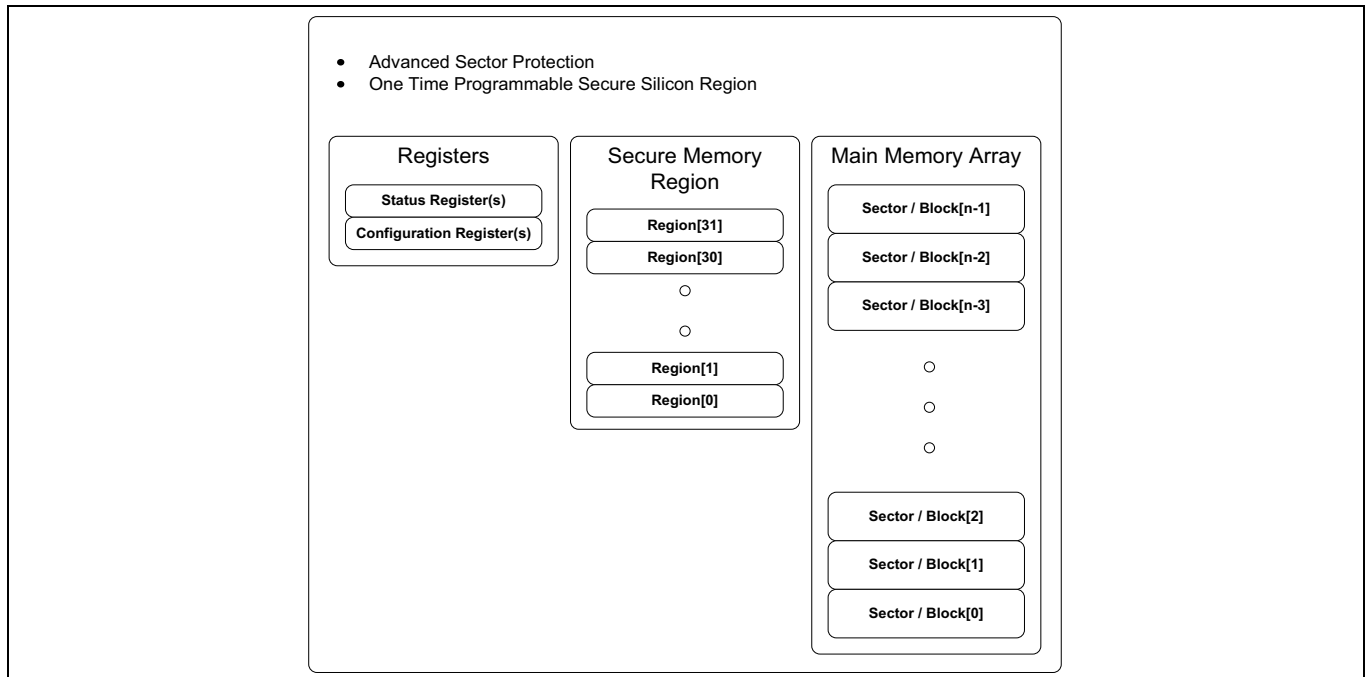 • Advanced Sector Protection
• One Time Programmable Secure Silicon Region
Registers
Status Register(s)
Configuration Register(s)
Secure Memory
Region
Region[31]
Region[30]
Region[1]
Region[0]
Main Memory Array
Sector / Block[n-1]
Sector / Block[n-2]
Sector / Block[n-3]
Sector / Block[2]
Sector / Block[1]
Sector / Block[0]